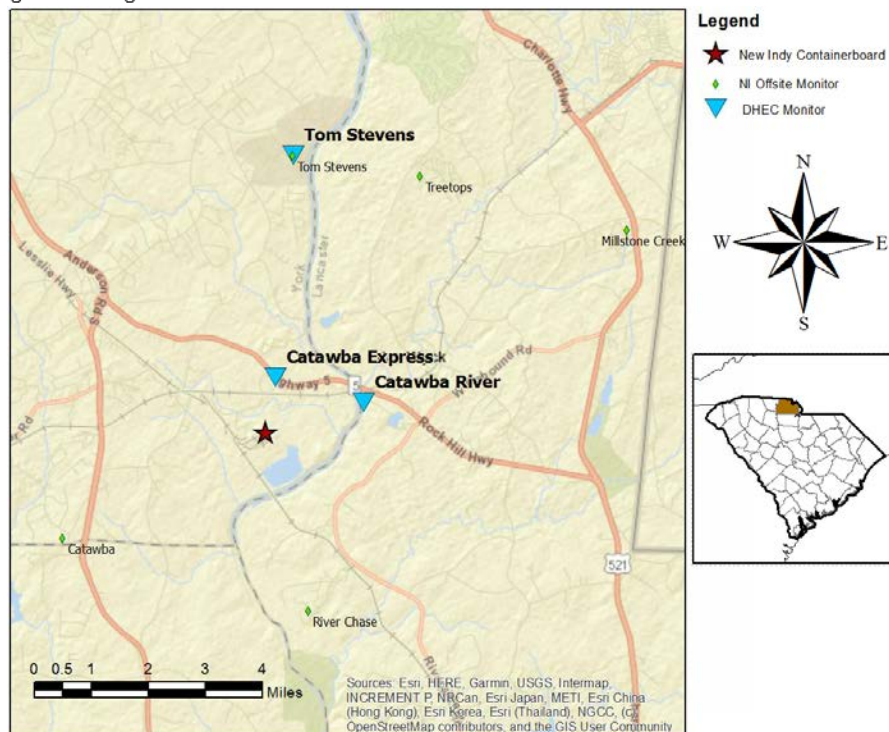 Legend
New Indy Containerboard
NI Offsite Monitor
DHEC Monitor
N
W
E
S
Charlotte Hwy
Tom Stevens
Tom Stevens
Treetops
Millstone Creek
York
Lancaster
Lesslie Hwy
Anderson Rd S
Catawba Express
Highway 5
Catawba River
Rock Hill Hwy
Catawba
521
River Chase
0 0.5 1 2 3 4
Miles
Sources: Esri, HERE, Garmin, USGS, Intermap,
INCREMENT P, NRCan, Esri Japan, METI, Esri China
(Hong Kong), Esri Korea, Esri (Thailand), NGCC, (c)
OpenStreetMap contributors, and the GIS User Community